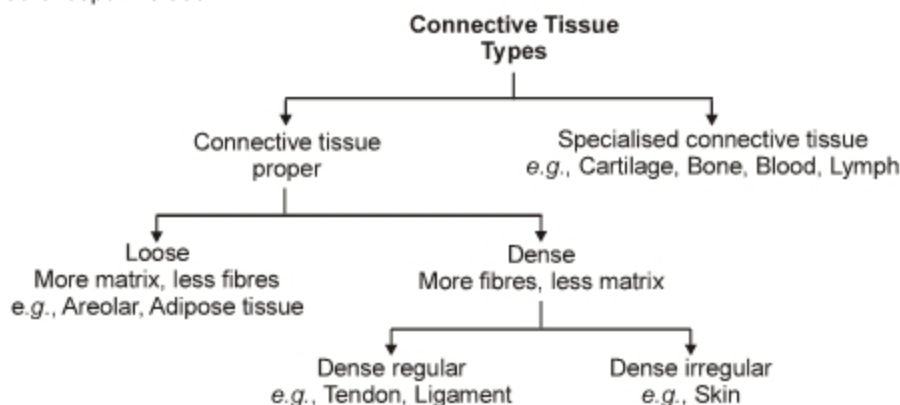 Connective Tissue
Types
Connective tissue
proper
Specialised connective tissue
e.g., Cartilage, Bone, Blood, Lymph
Loose
More matrix, less fibres
e.g., Areolar, Adipose tissue
Dense
More fibres, less matrix
Dense regular
e.g., Tendon, Ligament
Dense irregular
e.g., Skin